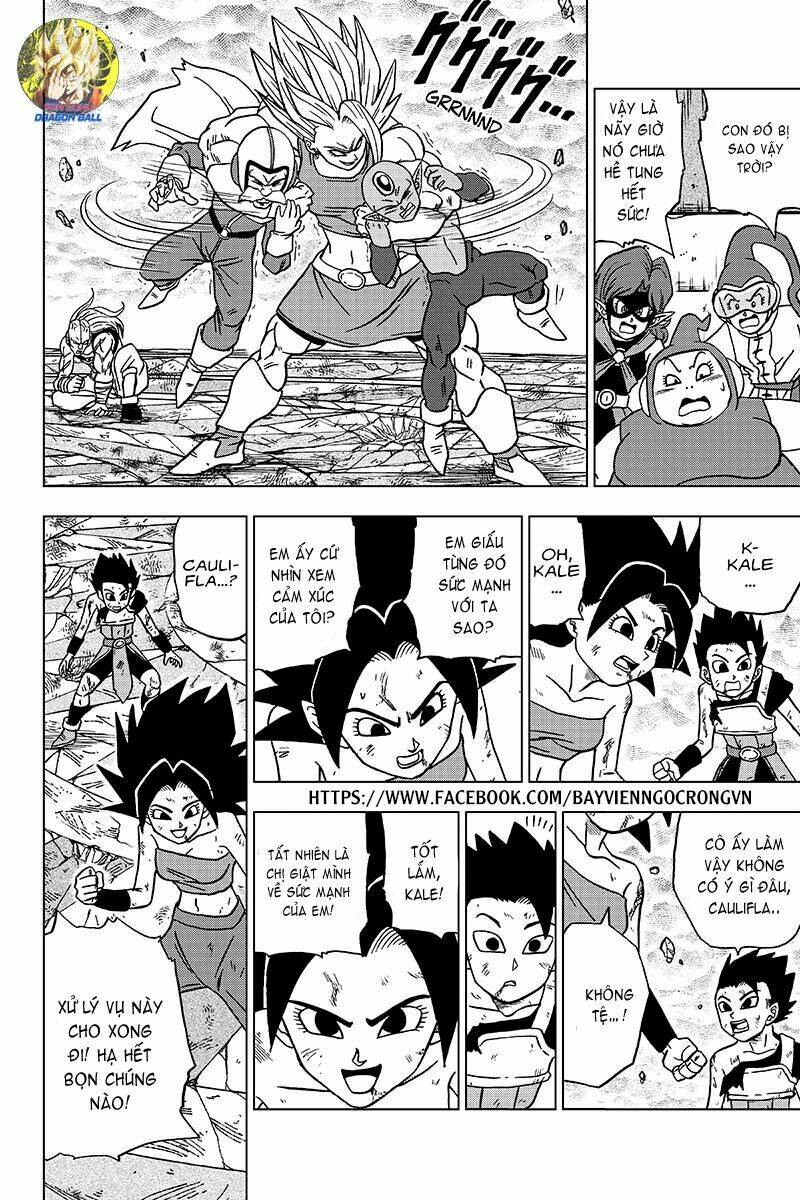 グググ...
GRRNNND
DRAGON BALL
CON ĐÓ BỊ
SAO VẬY
TRỜI?
VẬY LÀ
NÃY GIỜ
NÓ CHƯA
HỀ TUNG
HẾT
SỨC!
K-
KALE
...
OH,
KALE
...
EM GIẤU
TỪNG ĐÓ
SỨC MẠNH
VỚI TA
SAO?
EM ẤY CỨ
NHÌN XEM
CẢM XÚC
CỦA TÔI?
CAULI-
FLA...?
HTTPS://WWW.FACEBOOK.COM/BAYVIENNGOCRONGVN
CÔ ẤY LÀM
VẬY KHÔNG
CÓ Ý GÌ ĐÂU,
CAULIFLA..
KHÔNG
TỆ...!
TỐT
LẮM,
KALE!
TẤT NHIÊN LÀ
CHỊ GIẬT MÌNH
VỀ SỨC MẠNH
CỦA EM!
XỬ LÝ VỤ NÀY
CHO XONG
ĐI! HẠ HẾT
BỌN CHÚNG
NÀO!